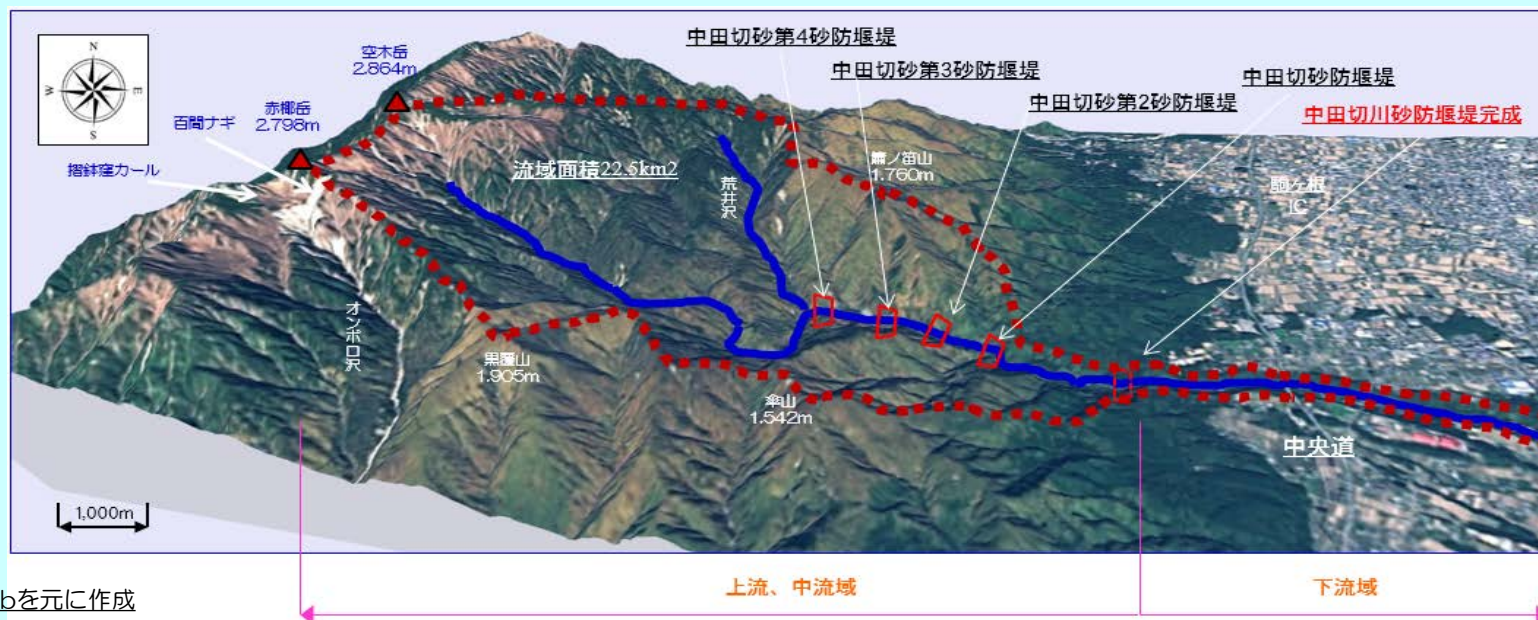 中田切砂第4砂防堰堤
中田切砂第3砂防堰堤
中田切砂第2砂防堰堤
中田切砂防堰堤
中田切川砂防堰堤完成
N
W
E
S
空木岳
2.864m
赤梛岳
2.798m
百間ナギ
摺鉢窪カール
流域面積22.5km2
荒井沢
簫ノ笛山
1.760m
駒ヶ根
IC
オンボロ沢
黒覆山
1.905m
傘山
1.542m
中央道
1,000m
上流、中流域
下流域
bを元に作成